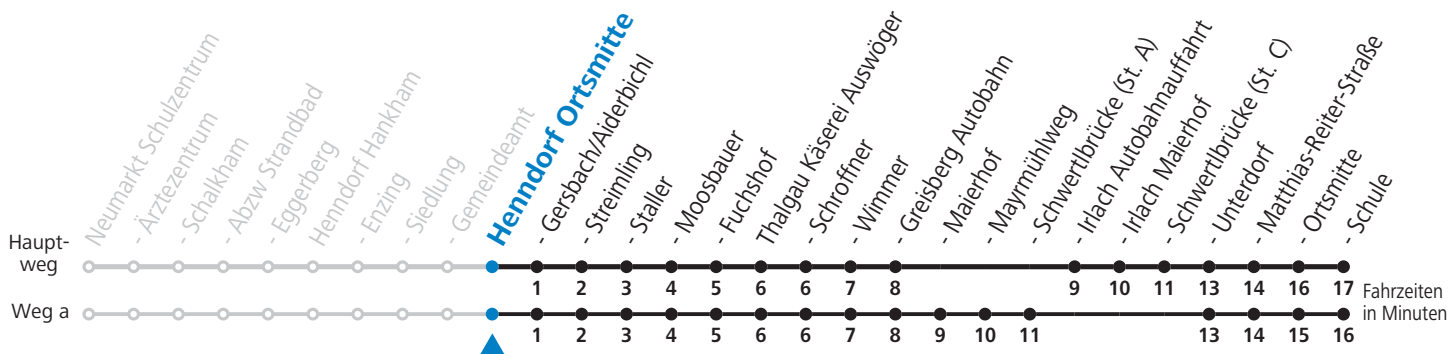 Neumarkt Schulzentrum
- Ärztezentrum
- Schalkham
- Abzw Strandbad
- Eggerberg
Henndorf Hankham
- Enzing
- Siedlung
- Gemeindeamt
Henndorf Ortsmitte
- Gersbach/Aiderbichl
- Streimling
- Staller
- Moosbauer
- Fuchshof
Thalgau Käserei Auswöger
- Schroffner
- Wimmer
- Greisberg Autobahn
- Maierhof
- Mayrmühlweg
- Schwertlbrücke (St. A)
- Irlach Autobahnauffahrt
- Irlach Maierhof
- Schwertlbrücke (St. C)
- Unterdorf
- Matthias-Reiter-Straße
- Ortsmitte
- Schule
Haupt-
weg
1 2 3 4 5 6 6 7 8 9 10 11 13 14 16 17
Fahrzeiten
in Minuten
Weg a
1 2 3 4 5 6 6 7 8 9 10 11 13 14 15 16